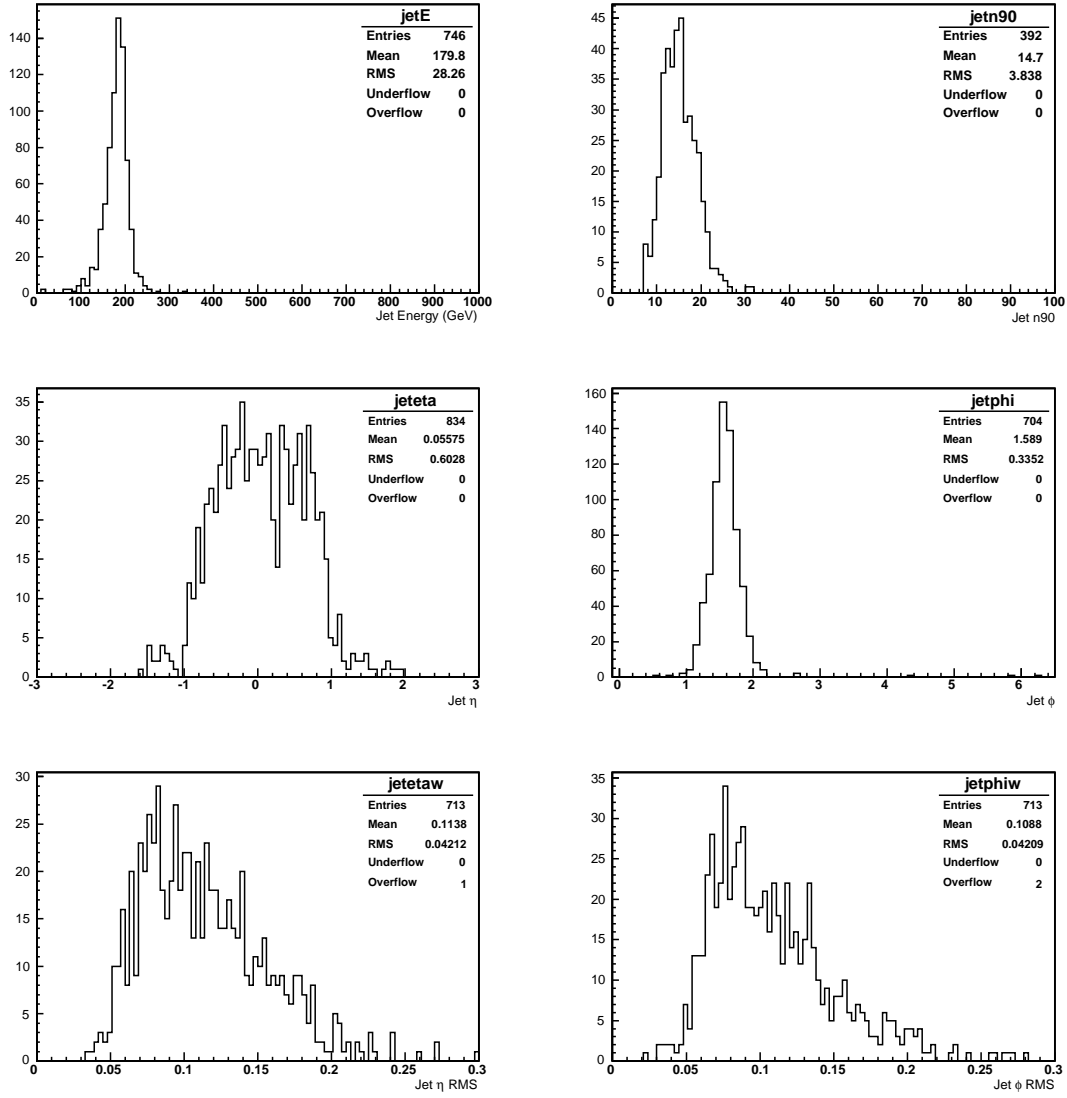 jetE
Entries 746
Mean 179.8
RMS 28.26
Underflow 0
Overflow 0
140
120
100
80
60
40
20
0
0 100 200 300 400 500 600 700 800 900 1000
Jet Energy (GeV)
jetn90
Entries 392
Mean 14.7
RMS 3.838
Underflow 0
Overflow 0
45
40
35
30
25
20
15
10
5
0
0 10 20 30 40 50 60 70 80 90 100
Jet n90
jeteta
Entries 834
Mean 0.05575
RMS 0.6028
Underflow 0
Overflow 0
35
30
25
20
15
10
5
0
-3 -2 -1 0 1 2 3
Jet η
jetphi
Entries 704
Mean 1.589
RMS 0.3352
Underflow 0
Overflow 0
160
140
120
100
80
60
40
20
0
0 1 2 3 4 5 6
Jet ϕ
jetetaw
Entries 713
Mean 0.1138
RMS 0.04212
Underflow 0
Overflow 1
30
25
20
15
10
5
0
0 0.05 0.1 0.15 0.2 0.25 0.3
Jet η RMS
jetphiw
Entries 713
Mean 0.1088
RMS 0.04209
Underflow 0
Overflow 2
35
30
25
20
15
10
5
0
0 0.05 0.1 0.15 0.2 0.25 0.3
Jet ϕ RMS